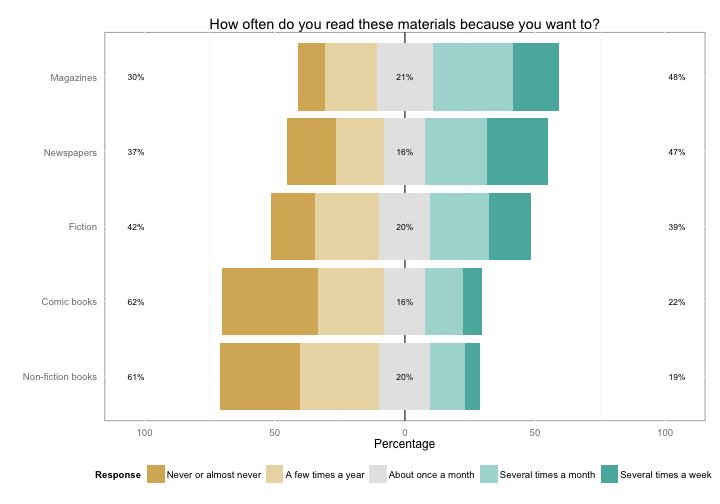 How often do you read these materials because you want to?
Magazines 30% 21% 48%
Newspapers 37% 16% 47%
Fiction 42% 20% 39%
Comic books 62% 16% 22%
Non-fiction books 61% 20% 19%
100 50 0 50 100
Percentage
Response Never or almost never A few times a year About once a month Several times a month Several times a week